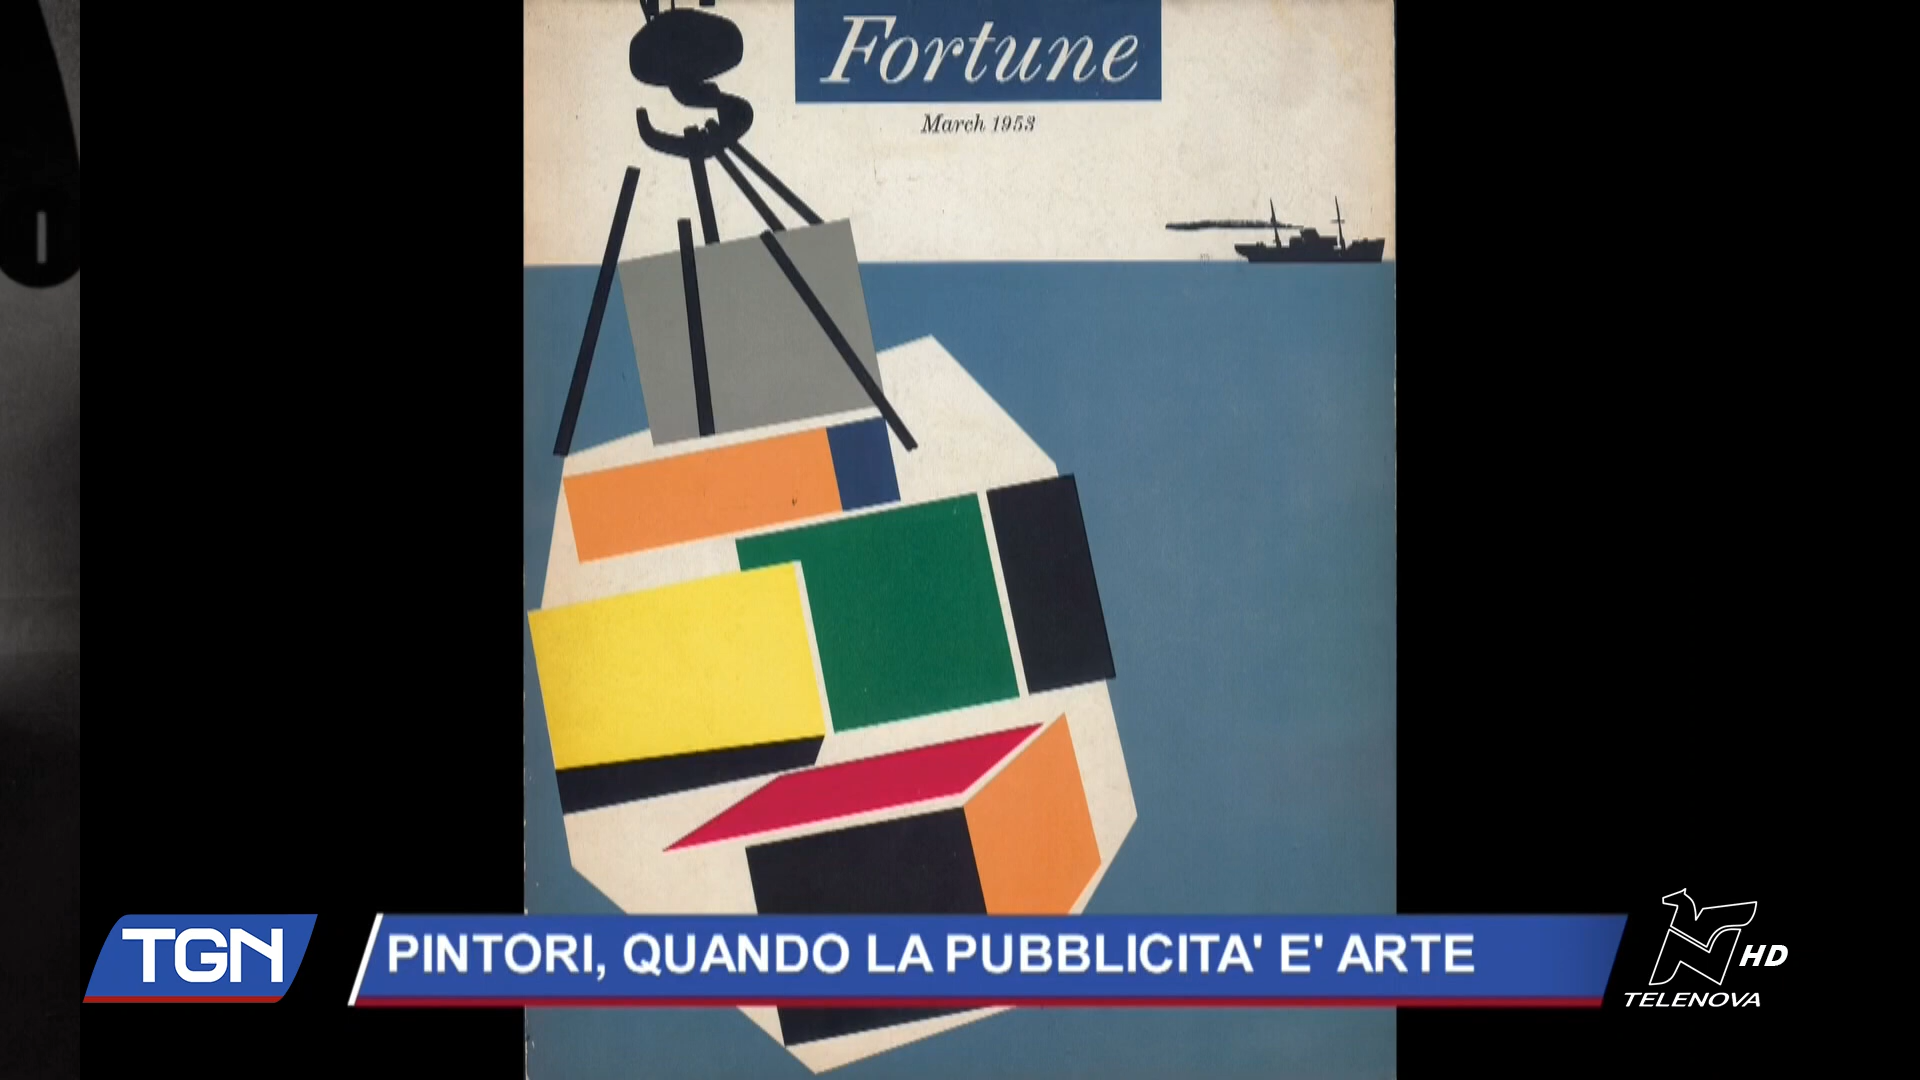 Fortune
March 1953
TGN
PINTORI, QUANDO LA PUBBLICITA' E' ARTE
HD
TELENOVA